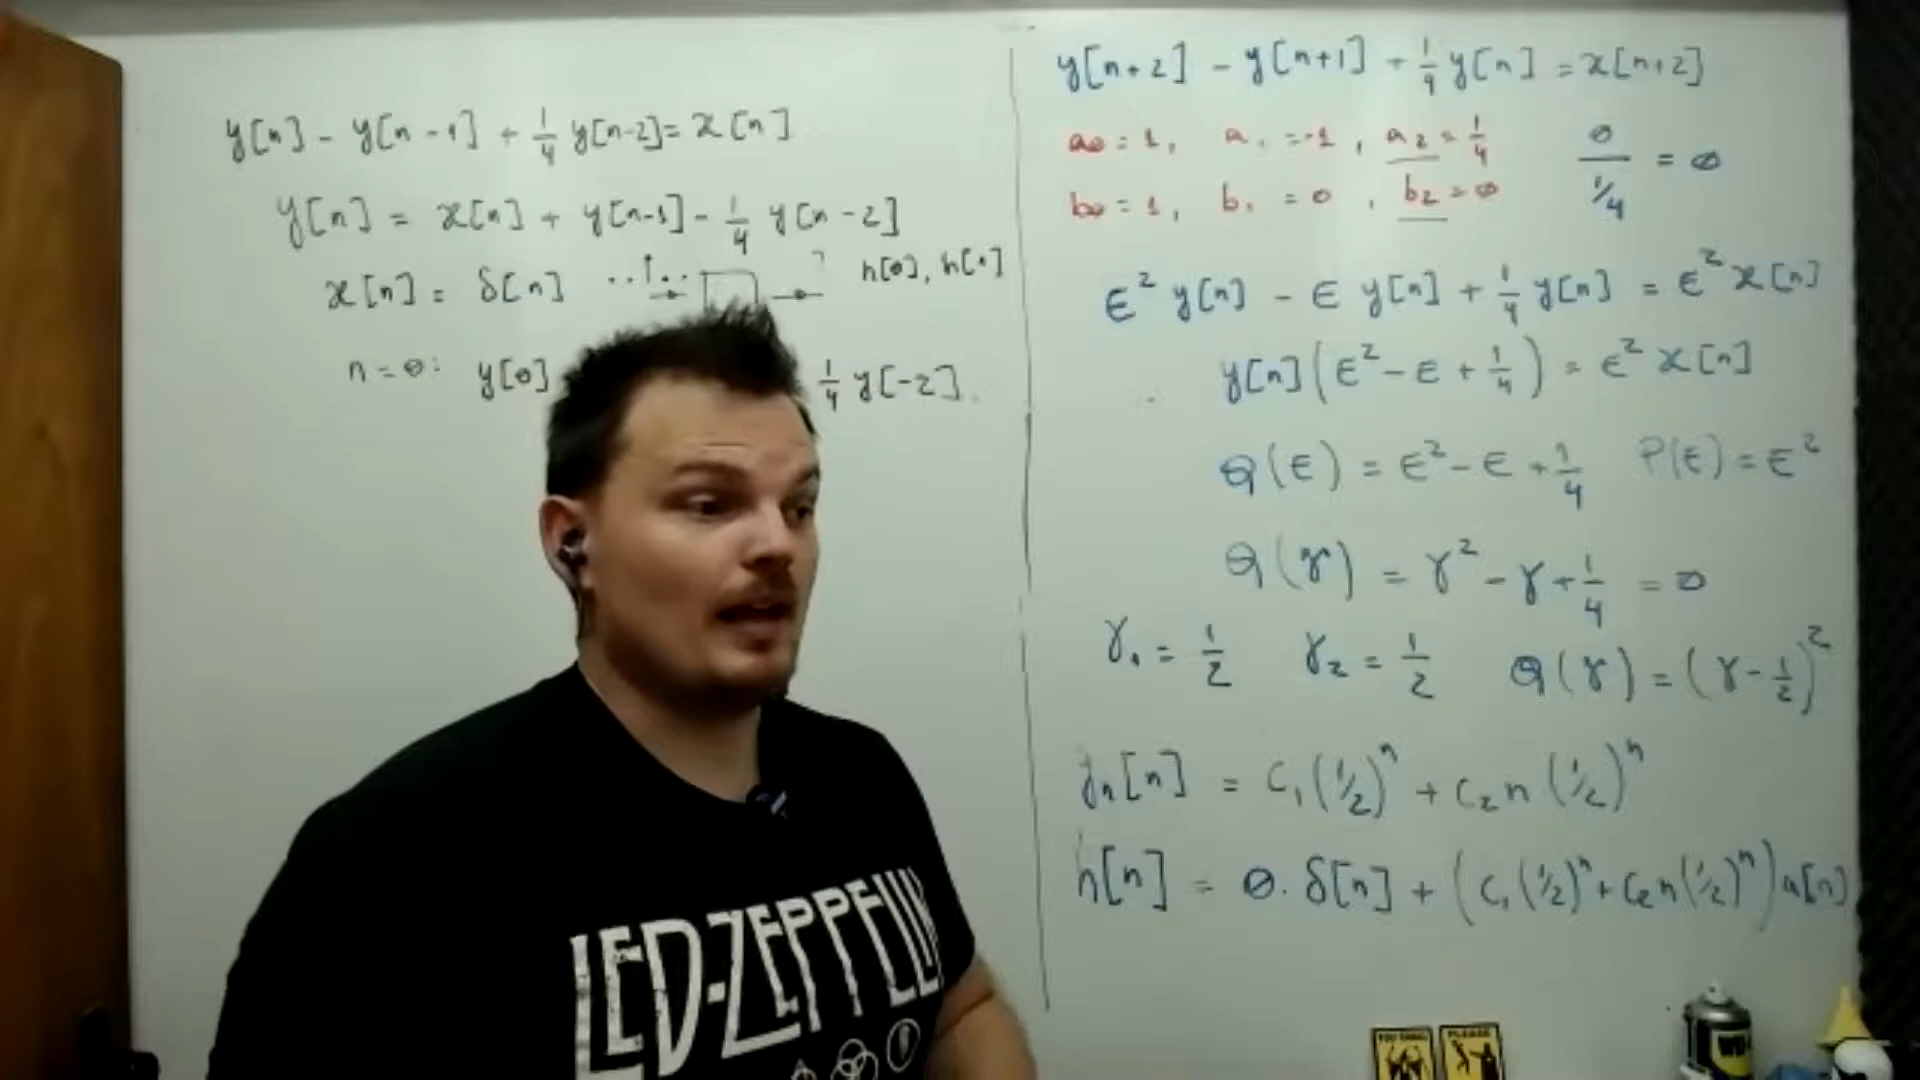 y[n] - y[n-1] + 1/4 y[n-2] = x[n]
y[n] = x[n] + y[n-1] - 1/4 y[n-2]
x[n] = δ[n] ? h[0], h[1]
n=0: y[0] 1/4 y[-2]
y[n+2] - y[n+1] + 1/4 y[n] = x[n+2]
a0 = 1, a1 = -1, a2 = 1/4
b0 = 1, b1 = 0, b2 = 0
0 / 1/4 = 0
E² y[n] - E y[n] + 1/4 y[n] = E² x[n]
y[n](E² - E + 1/4) = E² x[n]
Q(E) = E² - E + 1/4 P(E) = E²
Q(γ) = γ² - γ + 1/4 = 0
γ1 = 1/2 γ2 = 1/2 Q(γ) = (γ - 1/2)²
yn[n] = C1(1/2)ⁿ + C2 n (1/2)ⁿ
h[n] = 0. δ[n] + (C1(1/2)ⁿ + C2 n(1/2)ⁿ) u[n]
LED-ZEPPELIN
PLEASE
WD